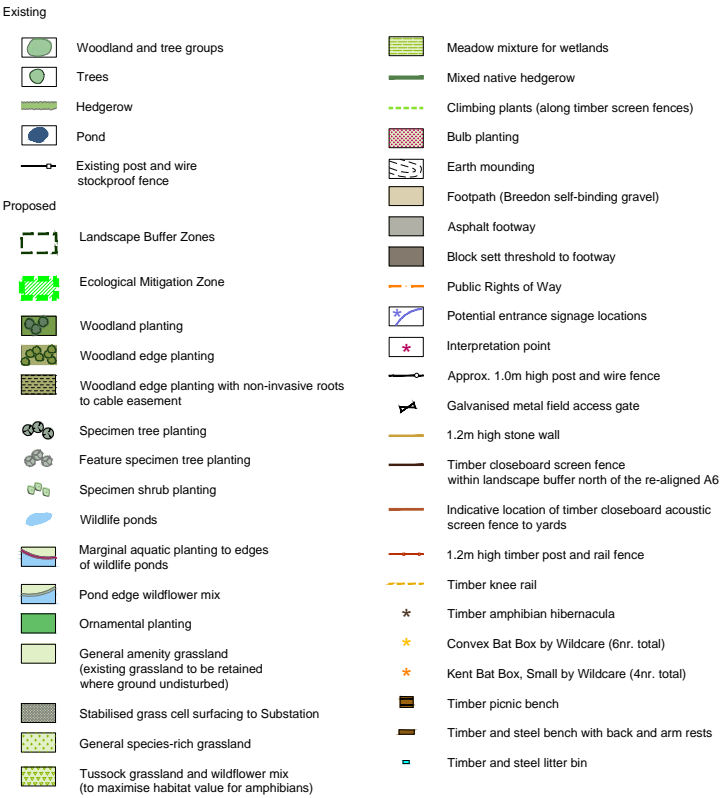 Existing
Woodland and tree groups
Trees
Hedgerow
Pond
Existing post and wire
stockproof fence
Proposed
Landscape Buffer Zones
Ecological Mitigation Zone
Woodland planting
Woodland edge planting
Woodland edge planting with non-invasive roots
to cable easement
Specimen tree planting
Feature specimen tree planting
Specimen shrub planting
Wildlife ponds
Marginal aquatic planting to edges
of wildlife ponds
Pond edge wildflower mix
Ornamental planting
General amenity grassland
(existing grassland to be retained
where ground undisturbed)
Stabilised grass cell surfacing to Substation
General species-rich grassland
Tussock grassland and wildflower mix
(to maximise habitat value for amphibians)
Meadow mixture for wetlands
Mixed native hedgerow
Climbing plants (along timber screen fences)
Bulb planting
Earth mounding
Footpath (Breedon self-binding gravel)
Asphalt footway
Block sett threshold to footway
Public Rights of Way
Potential entrance signage locations
Interpretation point
Approx. 1.0m high post and wire fence
Galvanised metal field access gate
1.2m high stone wall
Timber closeboard screen fence
within landscape buffer north of the re-aligned A6
Indicative location of timber closeboard acoustic
screen fence to yards
1.2m high timber post and rail fence
Timber knee rail
Timber amphibian hibernacula
Convex Bat Box by Wildcare (6nr. total)
Kent Bat Box, Small by Wildcare (4nr. total)
Timber picnic bench
Timber and steel bench with back and arm rests
Timber and steel litter bin